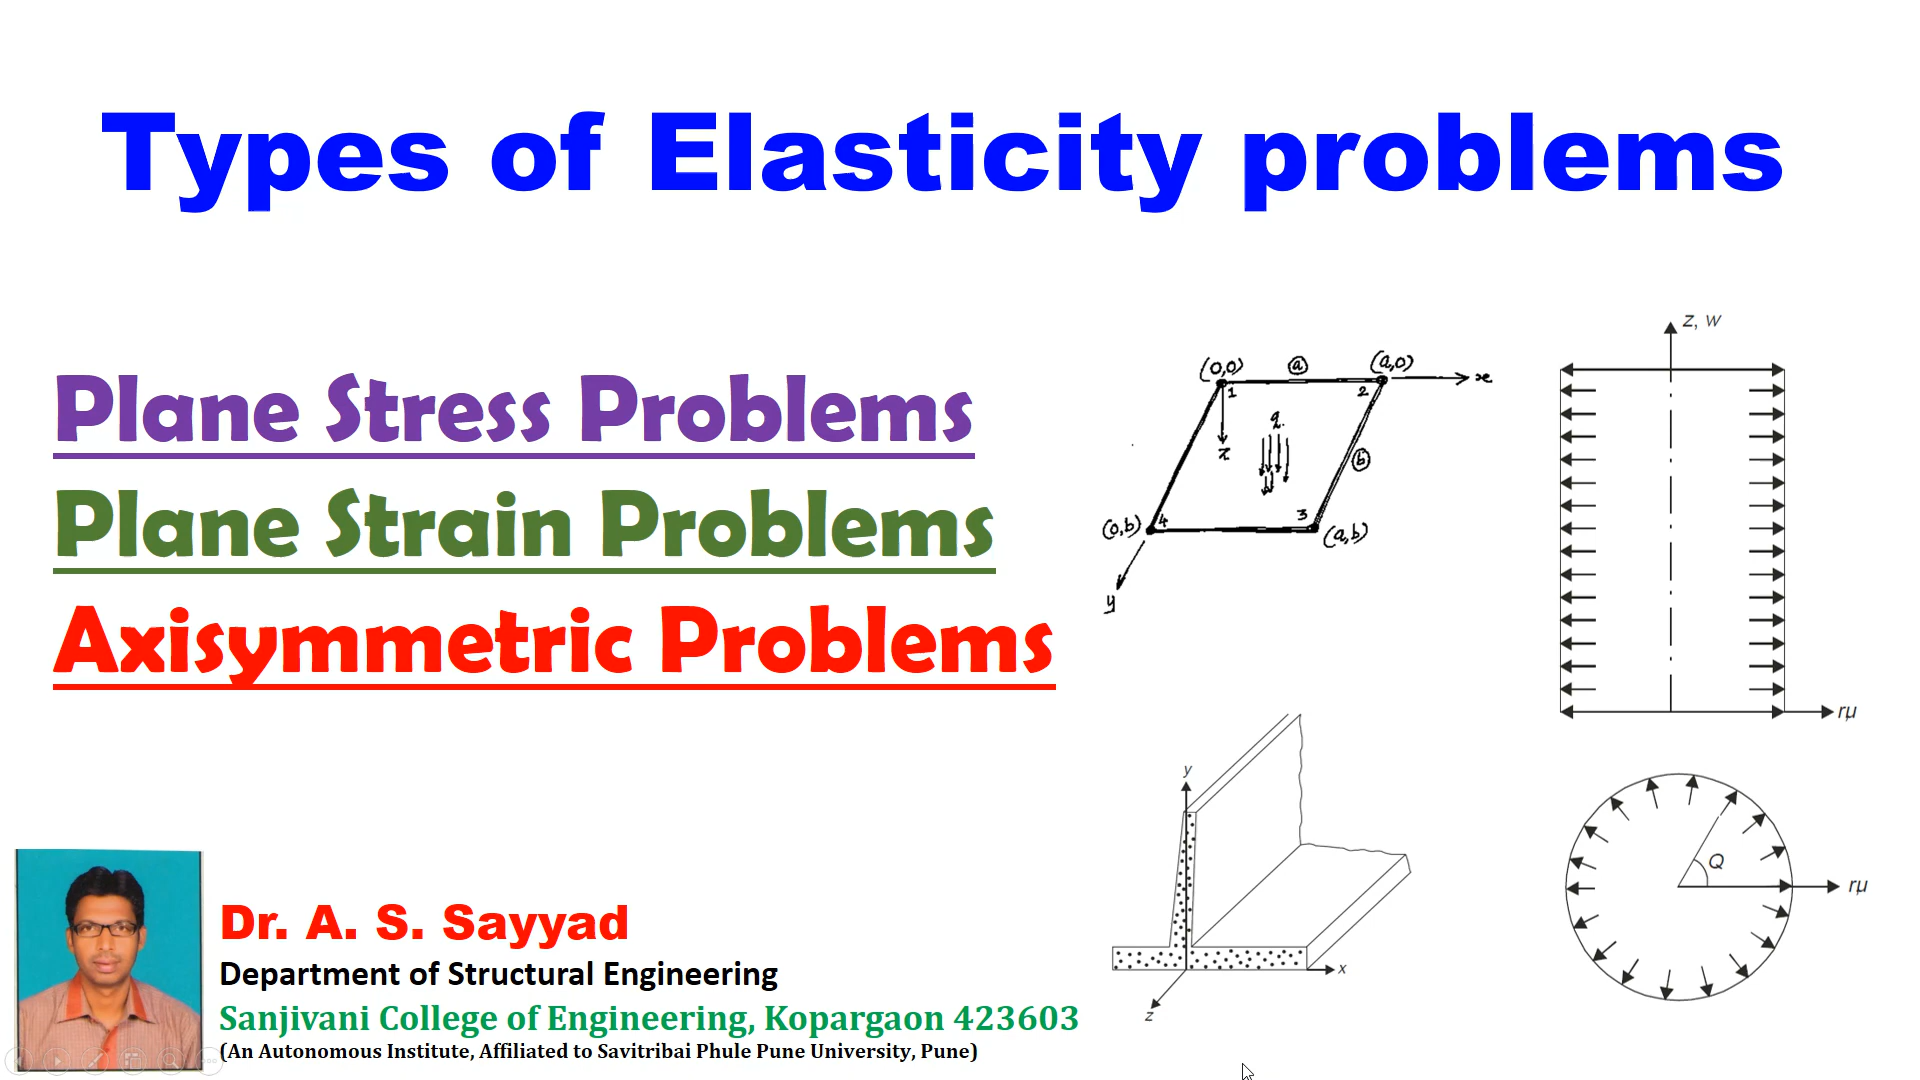 Types of Elasticity problems
Plane Stress Problems
Plane Strain Problems
Axisymmetric Problems
(0,0)
ⓐ
(a,0)
x
1
2
q
z
ⓑ
(0,b)
4
3
(a,b)
y
z, w
rμ
y
x
z
Q
rμ
Dr. A. S. Sayyad
Department of Structural Engineering
Sanjivani College of Engineering, Kopargaon 423603
(An Autonomous Institute, Affiliated to Savitribai Phule Pune University, Pune)